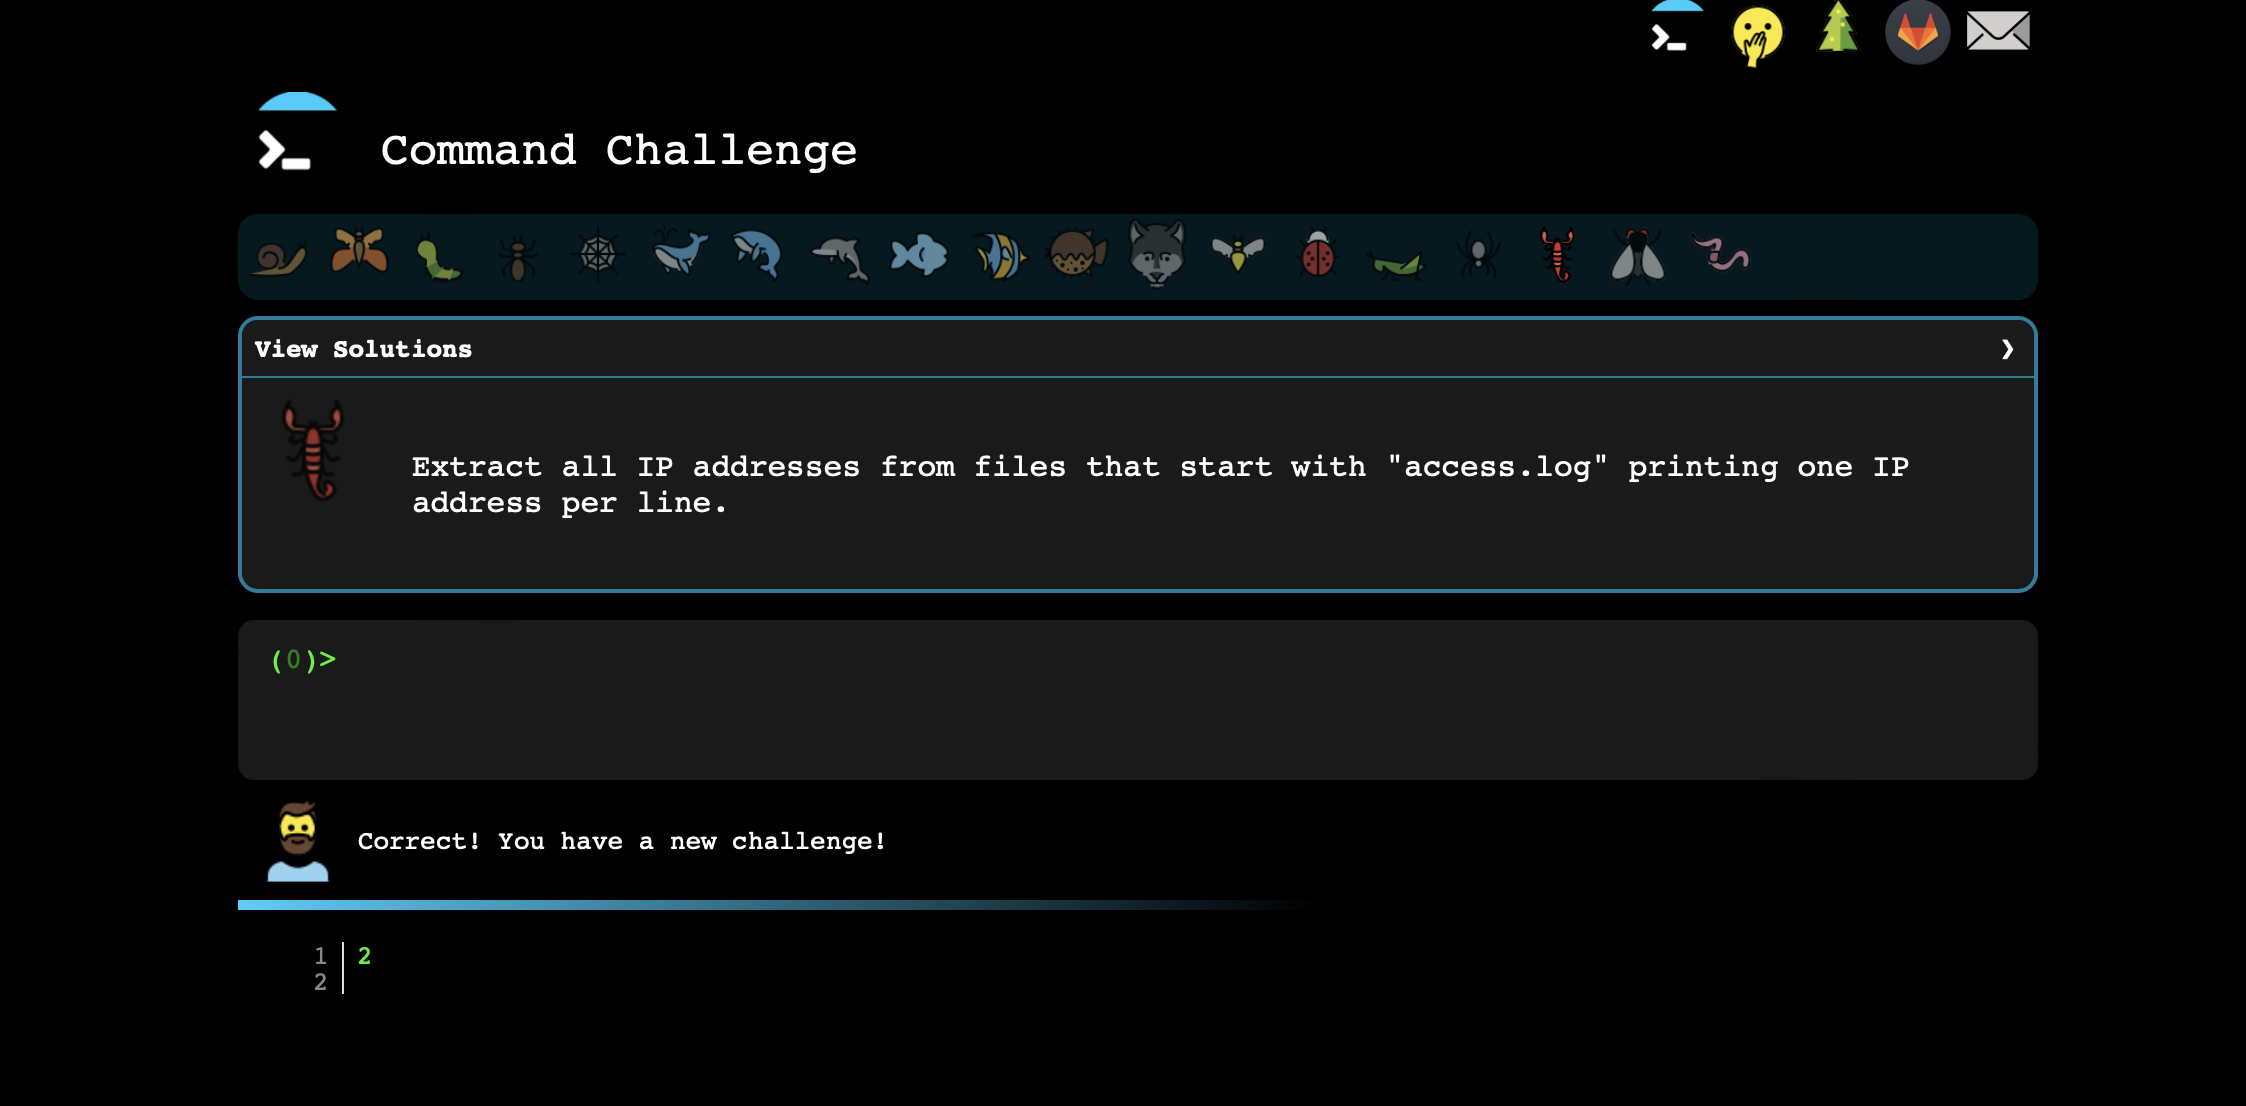 Command Challenge
View Solutions ❯
Extract all IP addresses from files that start with "access.log" printing one IP
address per line.
(0)>
Correct! You have a new challenge!
1 2
2